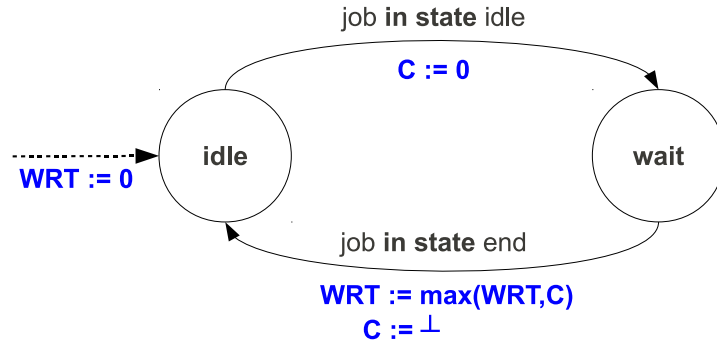 job in state idle
C := 0
idle
wait
WRT := 0
job in state end
WRT := max(WRT,C)
C := ⊥